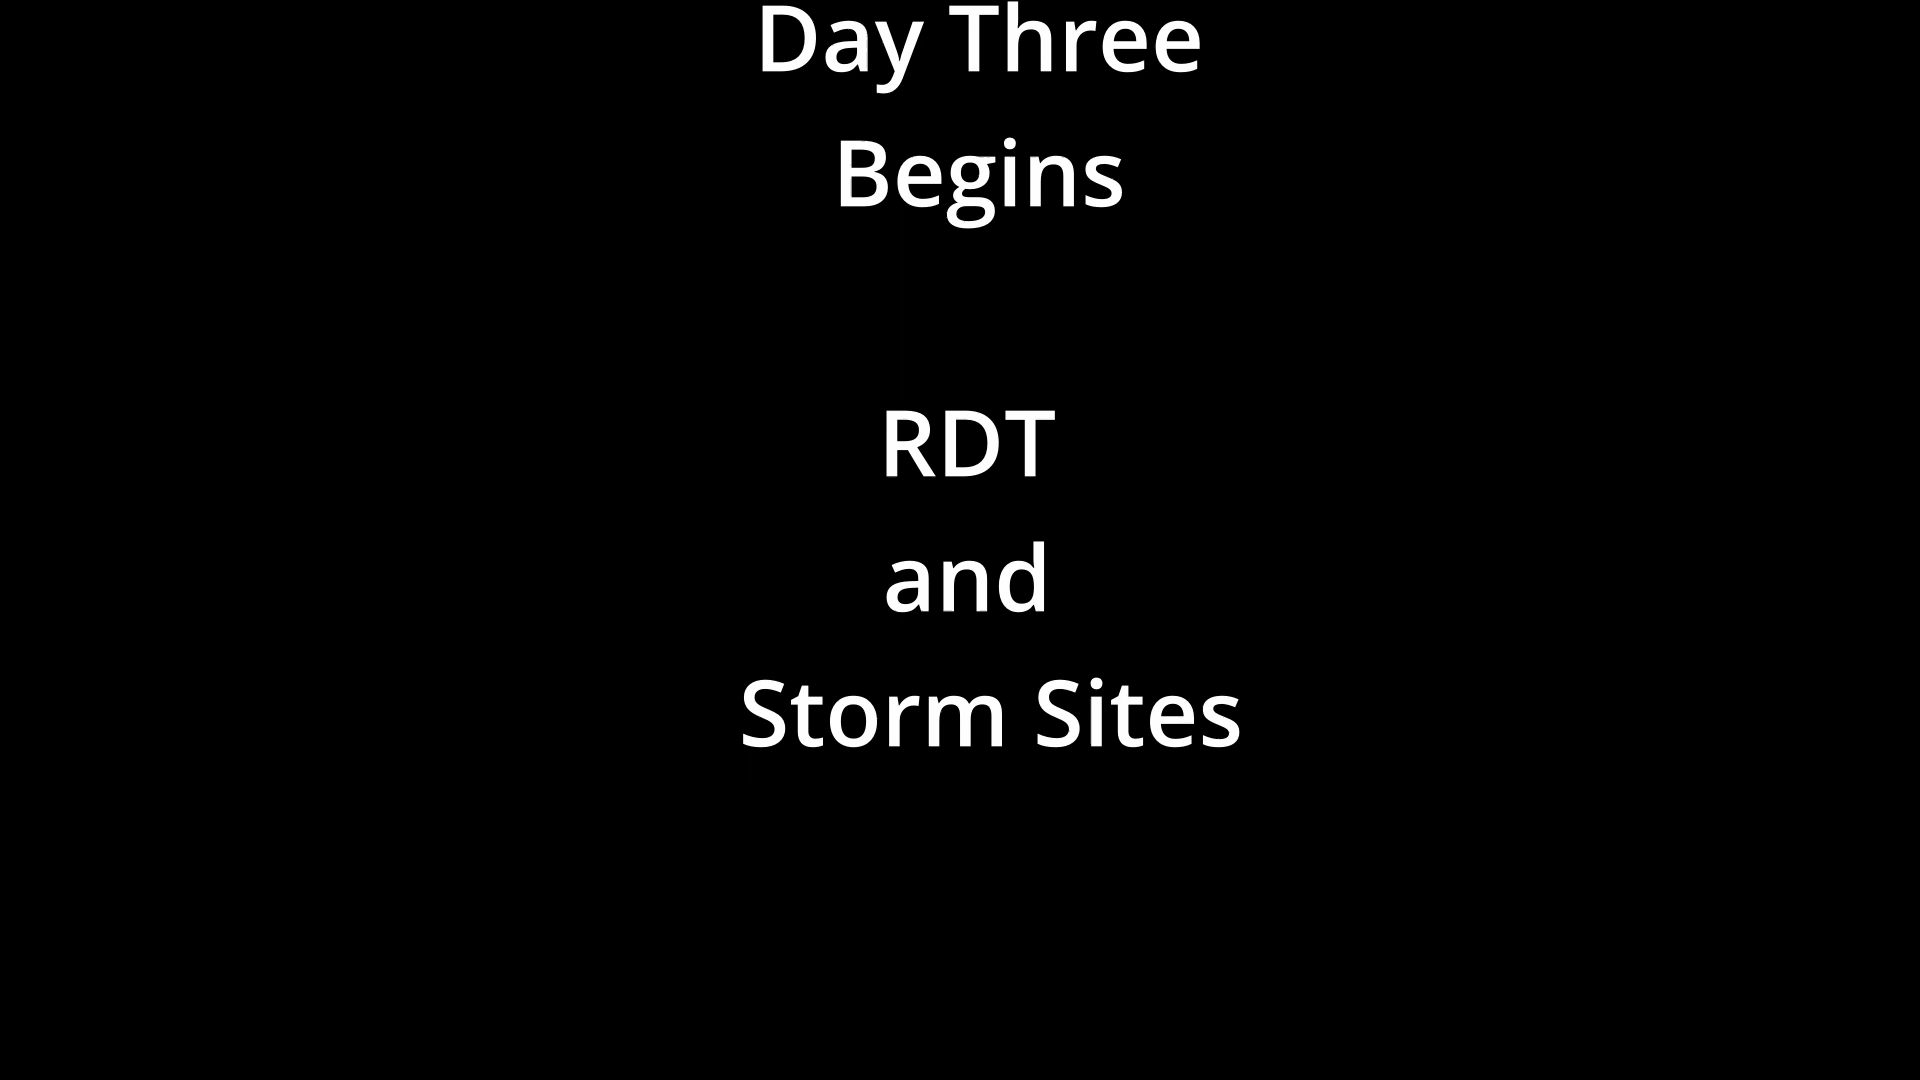 Day Three
Begins
RDT
and
Storm Sites